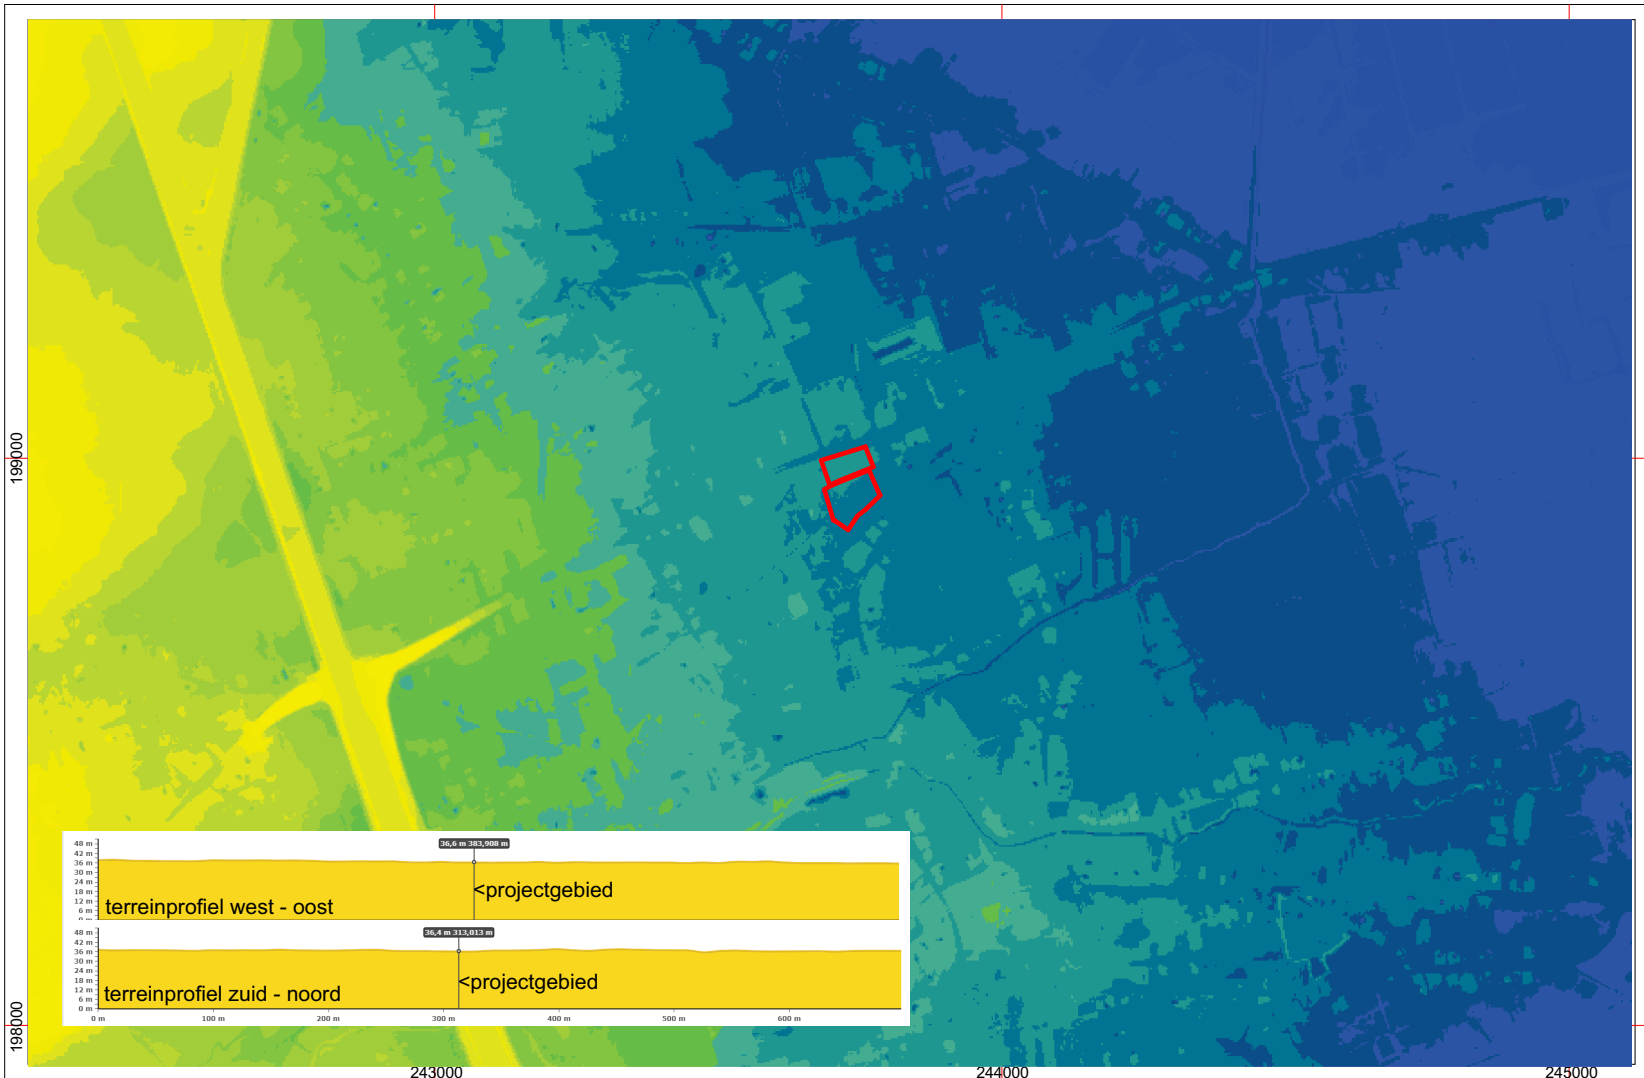 199000
198000
48 m
42 m
36 m
30 m
24 m
18 m
12 m
6 m
0 m
36,6 m 383,908 m
<projectgebied
terreinprofiel west - oost
48 m
42 m
36 m
30 m
24 m
18 m
12 m
6 m
0 m
36,4 m 313,013 m
<projectgebied
terreinprofiel zuid - noord
0 m 100 m 200 m 300 m 400 m 500 m 600 m
243000 244000 245000